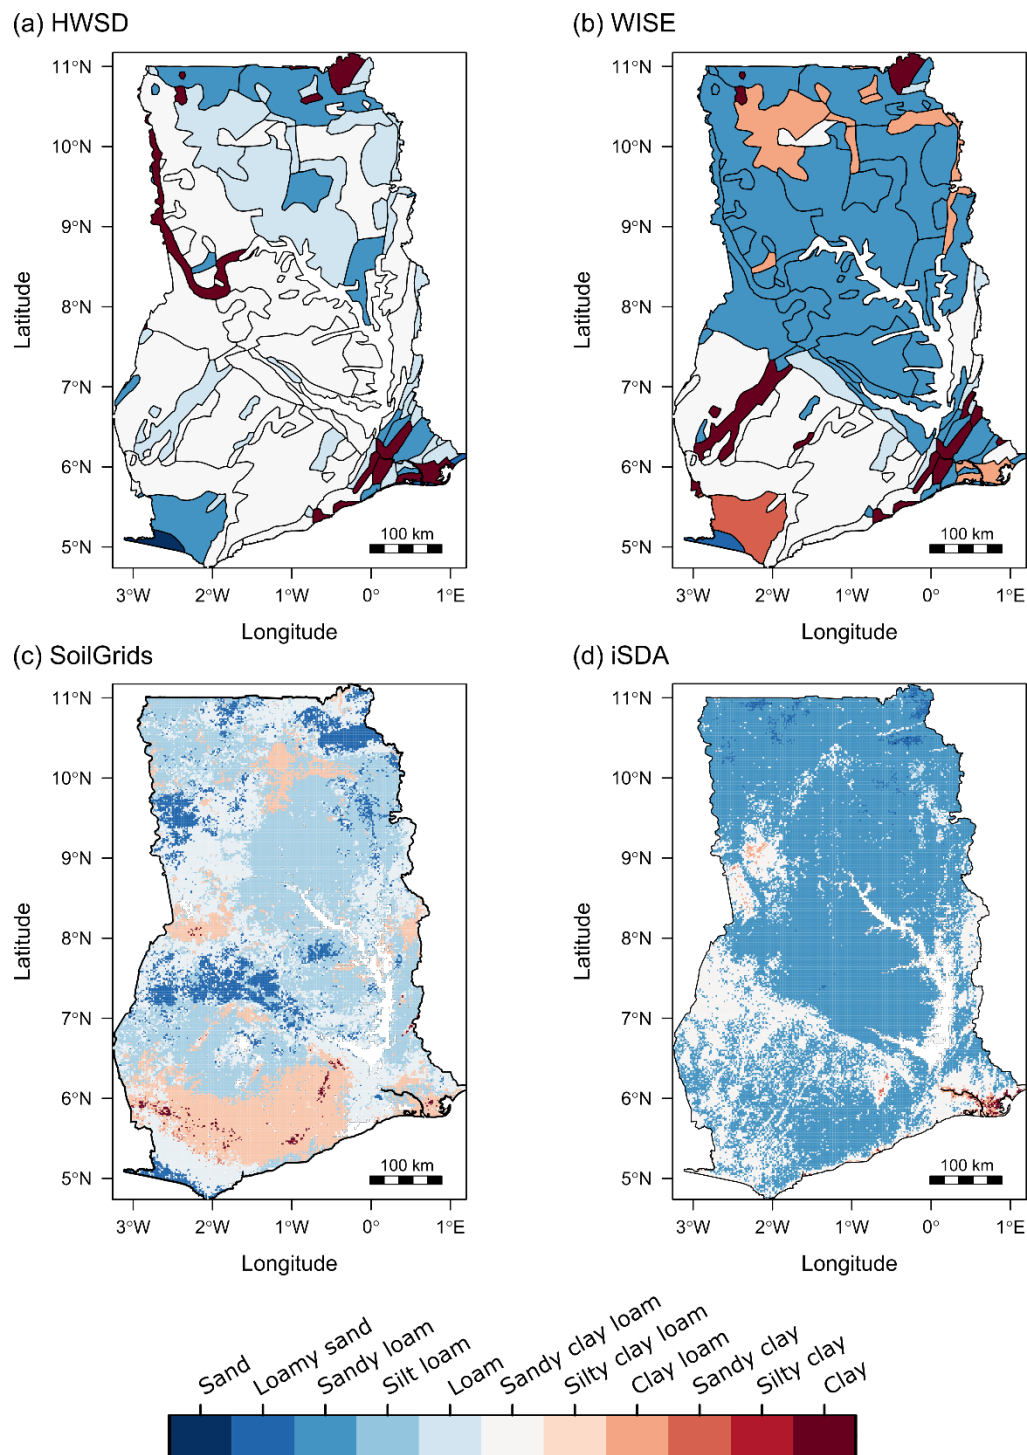 (a) HWSD
(b) WISE
11°N
10°N
9°N
8°N
7°N
6°N
5°N
Latitude
100 km
3°W 2°W 1°W 0° 1°E
Longitude
11°N
10°N
9°N
8°N
7°N
6°N
5°N
Latitude
100 km
3°W 2°W 1°W 0° 1°E
Longitude
(c) SoilGrids
(d) iSDA
11°N
10°N
9°N
8°N
7°N
6°N
5°N
Latitude
100 km
3°W 2°W 1°W 0° 1°E
Longitude
11°N
10°N
9°N
8°N
7°N
6°N
5°N
Latitude
100 km
3°W 2°W 1°W 0° 1°E
Longitude
Sand
Loamy sand
Sandy loam
Silt loam
Loam
Sandy clay loam
Silty clay loam
Clay loam
Sandy clay
Silty clay
Clay